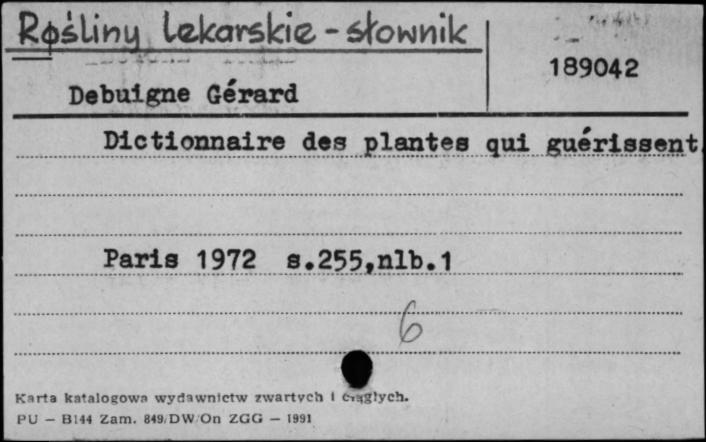 Rośliny lekarskie - słownik
189042
Debuigne Gérard
Dictionnaire des plantes qui guérissent.
Paris 1972 s.255,nlb.1
6
Karta katalogowa wydawnictw zwartych i ciągłych.
PU — B144 Zam. 849/DW/On ZGG — 1991